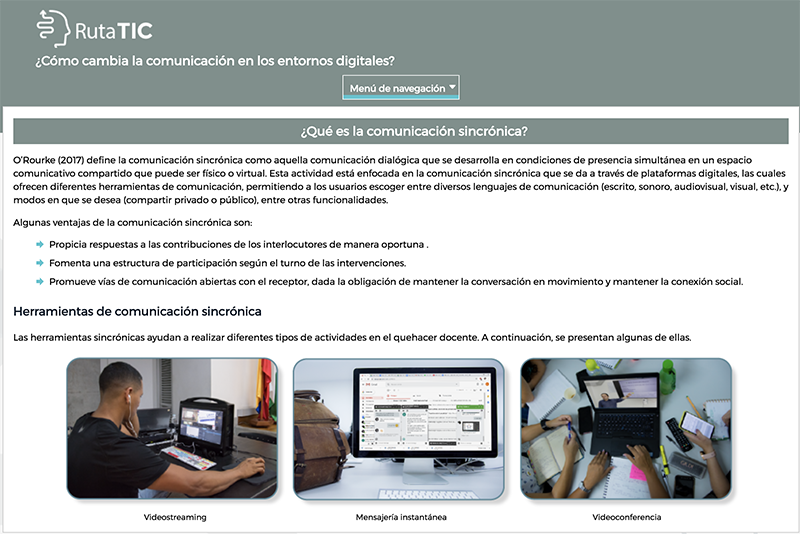 RutaTIC
¿Cómo cambia la comunicación en los entornos digitales?
Menú de navegación
¿Qué es la comunicación sincrónica?
O'Rourke (2017) define la comunicación sincrónica como aquella comunicación dialógica que se desarrolla en condiciones de presencia simultánea en un espacio
comunicativo compartido que puede ser físico o virtual. Esta actividad está enfocada en la comunicación sincrónica que se da a través de plataformas digitales, las cuales
ofrecen diferentes herramientas de comunicación, permitiendo a los usuarios escoger entre diversos lenguajes de comunicación (escrito, sonoro, audiovisual, visual, etc.), y
modos en que se desea (compartir privado o público), entre otras funcionalidades.
Algunas ventajas de la comunicación sincrónica son:
Propicia respuestas a las contribuciones de los interlocutores de manera oportuna .
Fomenta una estructura de participación según el turno de las intervenciones.
Promueve vías de comunicación abiertas con el receptor, dada la obligación de mantener la conversación en movimiento y mantener la conexión social.
Herramientas de comunicación sincrónica
Las herramientas sincrónicas ayudan a realizar diferentes tipos de actividades en el quehacer docente. A continuación, se presentan algunas de ellas.
Videostreaming
Mensajería instantánea
Videoconferencia